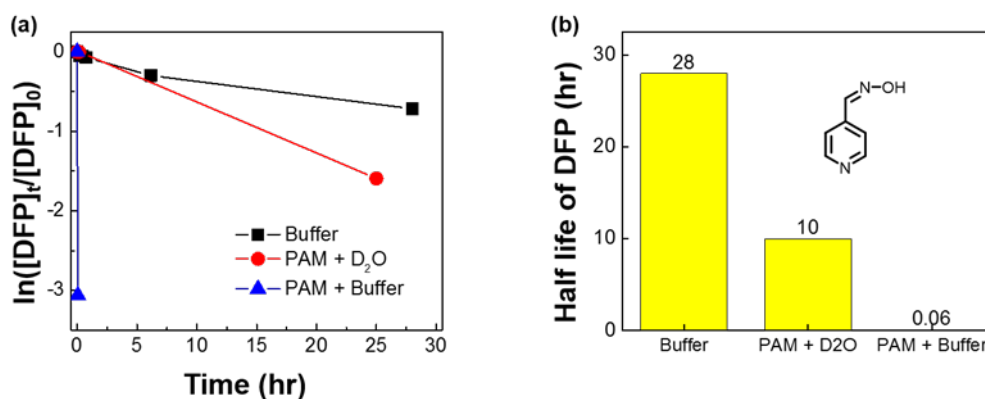 (a)
ln([DFP]t/[DFP]0)
0
-1
-2
-3
Buffer
PAM + D₂O
PAM + Buffer
0 5 10 15 20 25 30
Time (hr)
(b)
Half life of DFP (hr)
30
20
10
0
28
10
0.06
N–OH
N
Buffer PAM + D2O PAM + Buffer